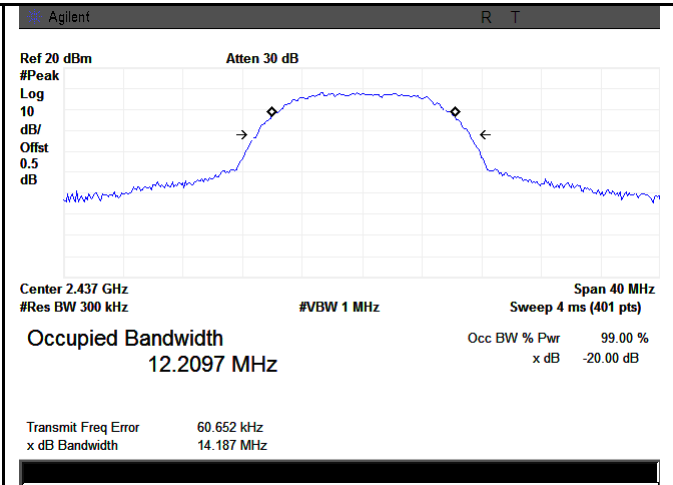 Agilent R T
Ref 20 dBm Atten 30 dB
#Peak
Log
10
dB/
Offst
0.5
dB
Center 2.437 GHz Span 40 MHz
#Res BW 300 kHz #VBW 1 MHz Sweep 4 ms (401 pts)
Occupied Bandwidth Occ BW % Pwr 99.00 %
12.2097 MHz x dB -20.00 dB
Transmit Freq Error 60.652 kHz
x dB Bandwidth 14.187 MHz